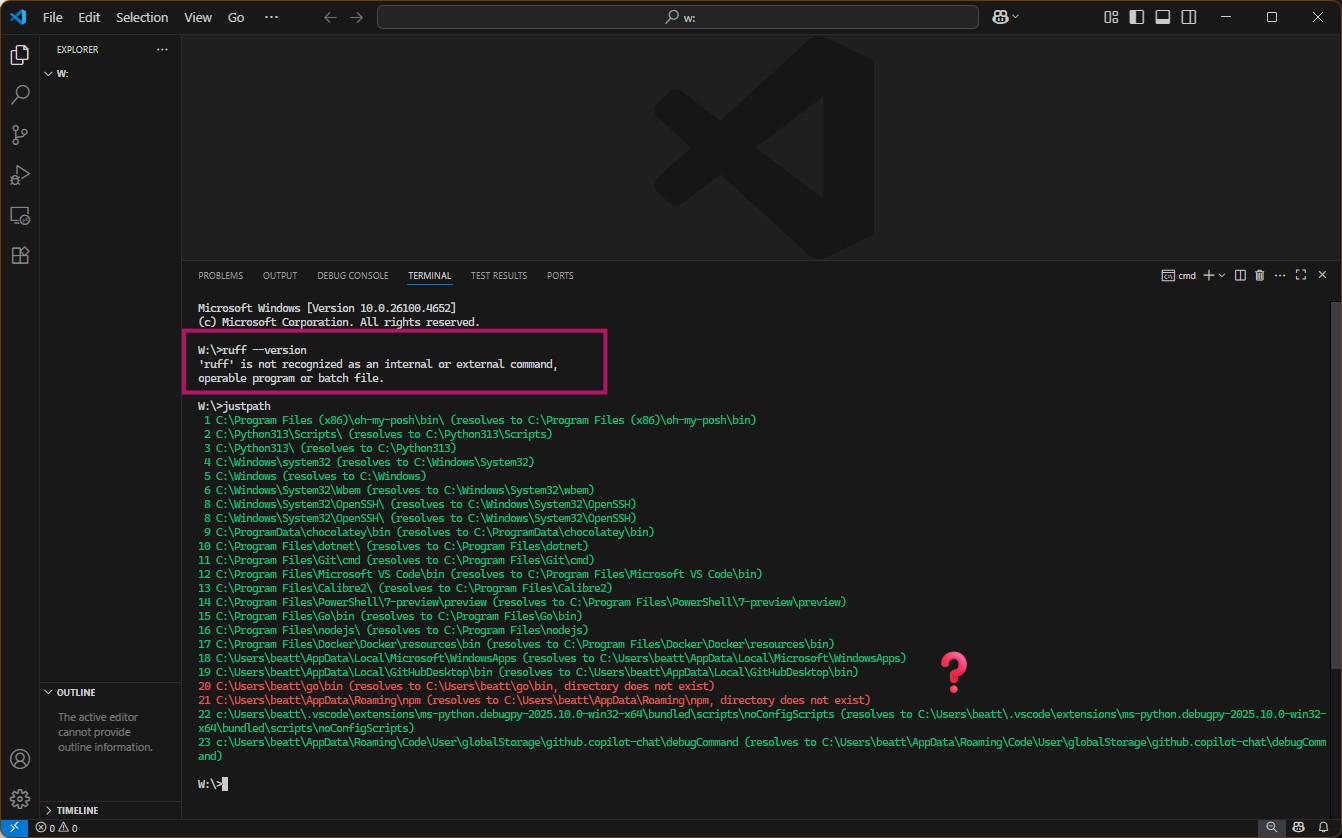 File Edit Selection View Go ···
w:
EXPLORER ···
W:
PROBLEMS OUTPUT DEBUG CONSOLE TERMINAL TEST RESULTS PORTS
cmd
Microsoft Windows [Version 10.0.26100.4652]
(c) Microsoft Corporation. All rights reserved.
W:\>ruff --version
'ruff' is not recognized as an internal or external command,
operable program or batch file.
W:\>justpath
1 C:\Program Files (x86)\oh-my-posh\bin\ (resolves to C:\Program Files (x86)\oh-my-posh\bin)
2 C:\Python313\Scripts\ (resolves to C:\Python313\Scripts)
3 C:\Python313\ (resolves to C:\Python313)
4 C:\Windows\system32 (resolves to C:\Windows\System32)
5 C:\Windows (resolves to C:\Windows)
6 C:\Windows\System32\Wbem (resolves to C:\Windows\System32\wbem)
8 C:\Windows\System32\OpenSSH\ (resolves to C:\Windows\System32\OpenSSH)
8 C:\Windows\System32\OpenSSH\ (resolves to C:\Windows\System32\OpenSSH)
9 C:\ProgramData\chocolatey\bin (resolves to C:\ProgramData\chocolatey\bin)
10 C:\Program Files\dotnet\ (resolves to C:\Program Files\dotnet)
11 C:\Program Files\Git\cmd (resolves to C:\Program Files\Git\cmd)
12 C:\Program Files\Microsoft VS Code\bin (resolves to C:\Program Files\Microsoft VS Code\bin)
13 C:\Program Files\Calibre2\ (resolves to C:\Program Files\Calibre2)
14 C:\Program Files\PowerShell\7-preview\preview (resolves to C:\Program Files\PowerShell\7-preview\preview)
15 C:\Program Files\Go\bin (resolves to C:\Program Files\Go\bin)
16 C:\Program Files\nodejs\ (resolves to C:\Program Files\nodejs)
17 C:\Program Files\Docker\Docker\resources\bin (resolves to C:\Program Files\Docker\Docker\resources\bin)
18 C:\Users\beatt\AppData\Local\Microsoft\WindowsApps (resolves to C:\Users\beatt\AppData\Local\Microsoft\WindowsApps)
19 C:\Users\beatt\AppData\Local\GitHubDesktop\bin (resolves to C:\Users\beatt\AppData\Local\GitHubDesktop\bin)
20 C:\Users\beatt\go\bin (resolves to C:\Users\beatt\go\bin, directory does not exist)
21 C:\Users\beatt\AppData\Roaming\npm (resolves to C:\Users\beatt\AppData\Roaming\npm, directory does not exist)
22 c:\Users\beatt\.vscode\extensions\ms-python.debugpy-2025.10.0-win32-x64\bundled\scripts\noConfigScripts (resolves to C:\Users\beatt\.vscode\extensions\ms-python.debugpy-2025.10.0-win32-
x64\bundled\scripts\noConfigScripts)
23 c:\Users\beatt\AppData\Roaming\Code\User\globalStorage\github.copilot-chat\debugCommand (resolves to C:\Users\beatt\AppData\Roaming\Code\User\globalStorage\github.copilot-chat\debugComm
and)
W:\>
❓
OUTLINE
The active editor
cannot provide
outline information.
TIMELINE
0 0